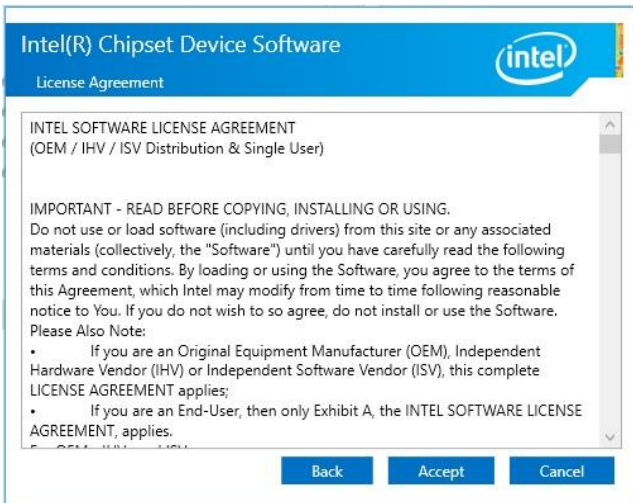 Intel(R) Chipset Device Software
intel
License Agreement
INTEL SOFTWARE LICENSE AGREEMENT
(OEM / IHV / ISV Distribution & Single User)
IMPORTANT - READ BEFORE COPYING, INSTALLING OR USING.
Do not use or load software (including drivers) from this site or any associated
materials (collectively, the "Software") until you have carefully read the following
terms and conditions. By loading or using the Software, you agree to the terms of
this Agreement, which Intel may modify from time to time following reasonable
notice to You. If you do not wish to so agree, do not install or use the Software.
Please Also Note:
• If you are an Original Equipment Manufacturer (OEM), Independent
Hardware Vendor (IHV) or Independent Software Vendor (ISV), this complete
LICENSE AGREEMENT applies;
• If you are an End-User, then only Exhibit A, the INTEL SOFTWARE LICENSE
AGREEMENT, applies.
Back Accept Cancel